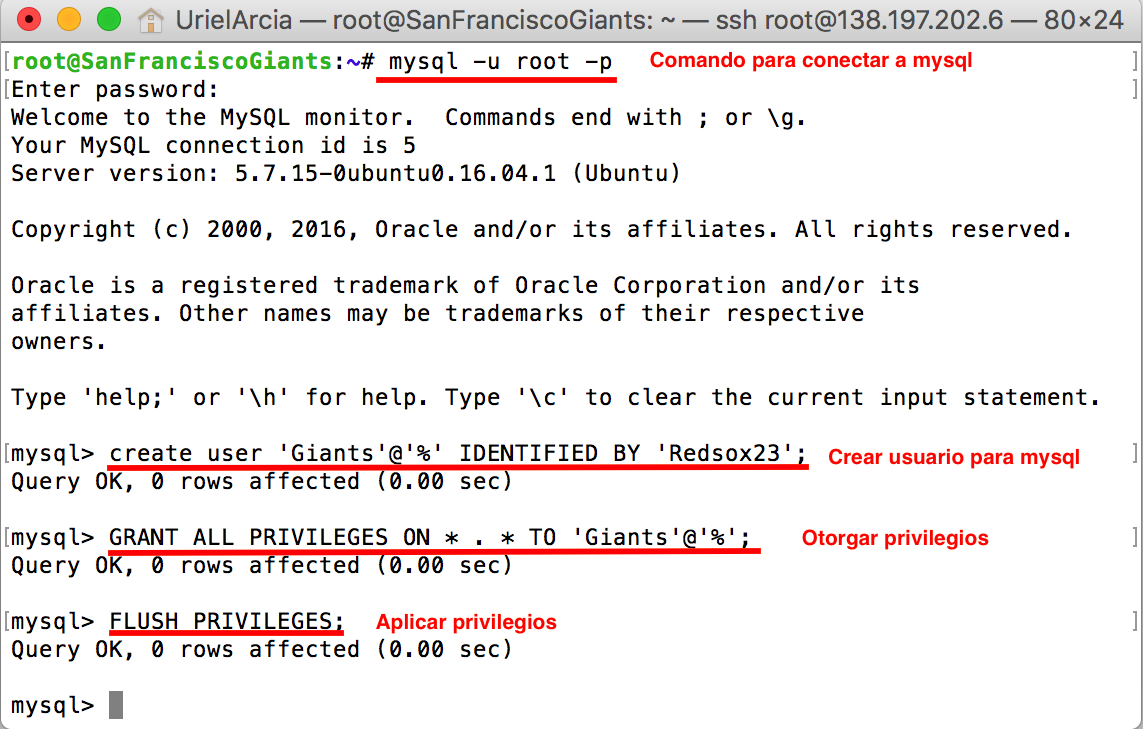 UrielArcia — root@SanFranciscoGiants: ~ — ssh root@138.197.202.6 — 80×24
[root@SanFranciscoGiants:~# mysql -u root -p Comando para conectar a mysql ]
[Enter password: ]
Welcome to the MySQL monitor.  Commands end with ; or \g.
Your MySQL connection id is 5
Server version: 5.7.15-0ubuntu0.16.04.1 (Ubuntu)
Copyright (c) 2000, 2016, Oracle and/or its affiliates. All rights reserved.
Oracle is a registered trademark of Oracle Corporation and/or its
affiliates. Other names may be trademarks of their respective
owners.
Type 'help;' or '\h' for help. Type '\c' to clear the current input statement.
[mysql> create user 'Giants'@'%' IDENTIFIED BY 'Redsox23'; Crear usuario para mysql ]
Query OK, 0 rows affected (0.00 sec)
[mysql> GRANT ALL PRIVILEGES ON * . * TO 'Giants'@'%'; Otorgar privilegios ]
Query OK, 0 rows affected (0.00 sec)
[mysql> FLUSH PRIVILEGES; Aplicar privilegios ]
Query OK, 0 rows affected (0.00 sec)
mysql>